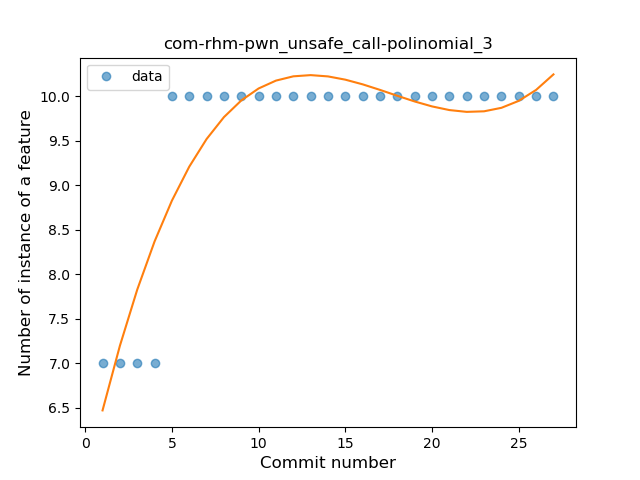 com-rhm-pwn_unsafe_call-polinomial_3
data
Number of instance of a feature
10.0
9.5
9.0
8.5
8.0
7.5
7.0
6.5
0 5 10 15 20 25
Commit number